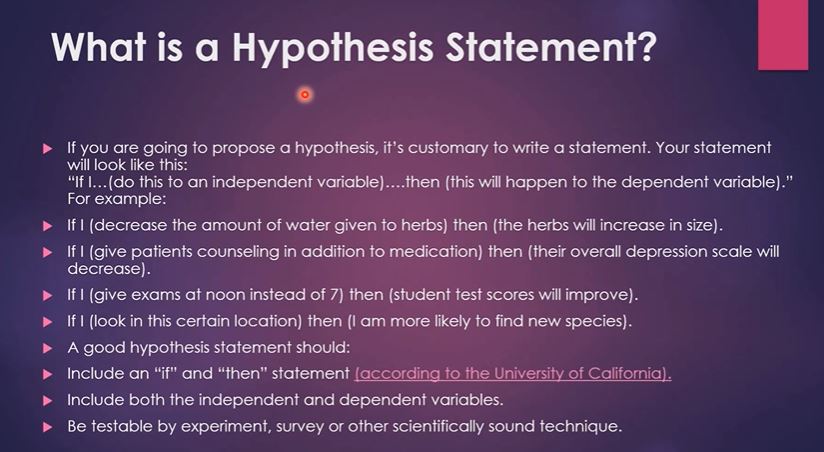 What is a Hypothesis Statement?
If you are going to propose a hypothesis, it's customary to write a statement. Your statement
will look like this:
"If I...(do this to an independent variable)....then (this will happen to the dependent variable)."
For example:
If I (decrease the amount of water given to herbs) then (the herbs will increase in size).
If I (give patients counseling in addition to medication) then (their overall depression scale will
decrease).
If I (give exams at noon instead of 7) then (student test scores will improve).
If I (look in this certain location) then (I am more likely to find new species).
A good hypothesis statement should:
Include an "if" and "then" statement (according to the University of California).
Include both the independent and dependent variables.
Be testable by experiment, survey or other scientifically sound technique.